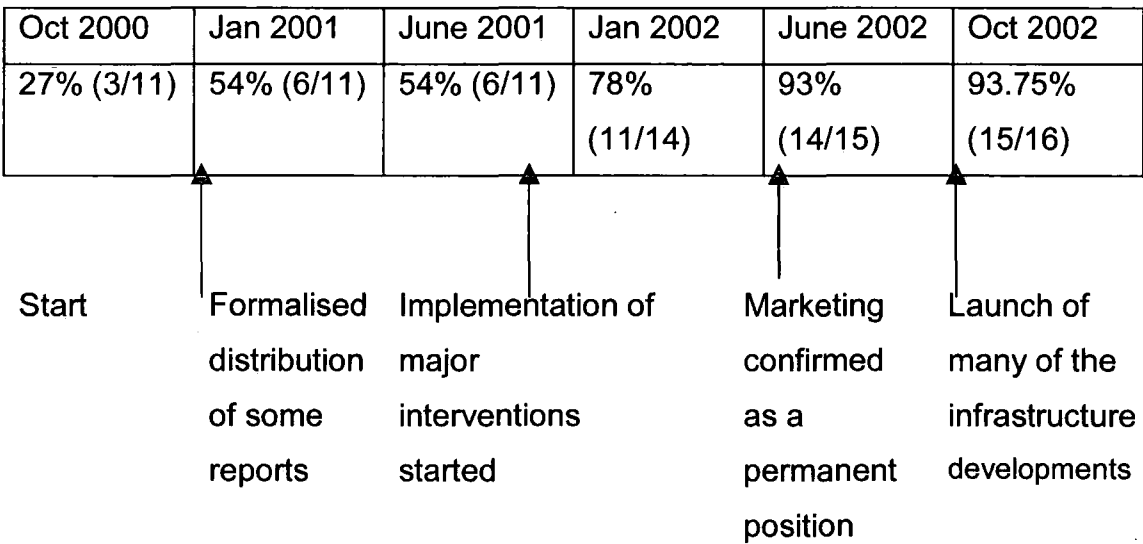 Oct 2000 Jan 2001 June 2001 Jan 2002 June 2002 Oct 2002
27% (3/11) 54% (6/11) 54% (6/11) 78% 93% 93.75%
(11/14) (14/15) (15/16)
Start Formalised Implementation of Marketing Launch of
distribution major confirmed many of the
of some interventions as a infrastructure
reports started permanent developments
position